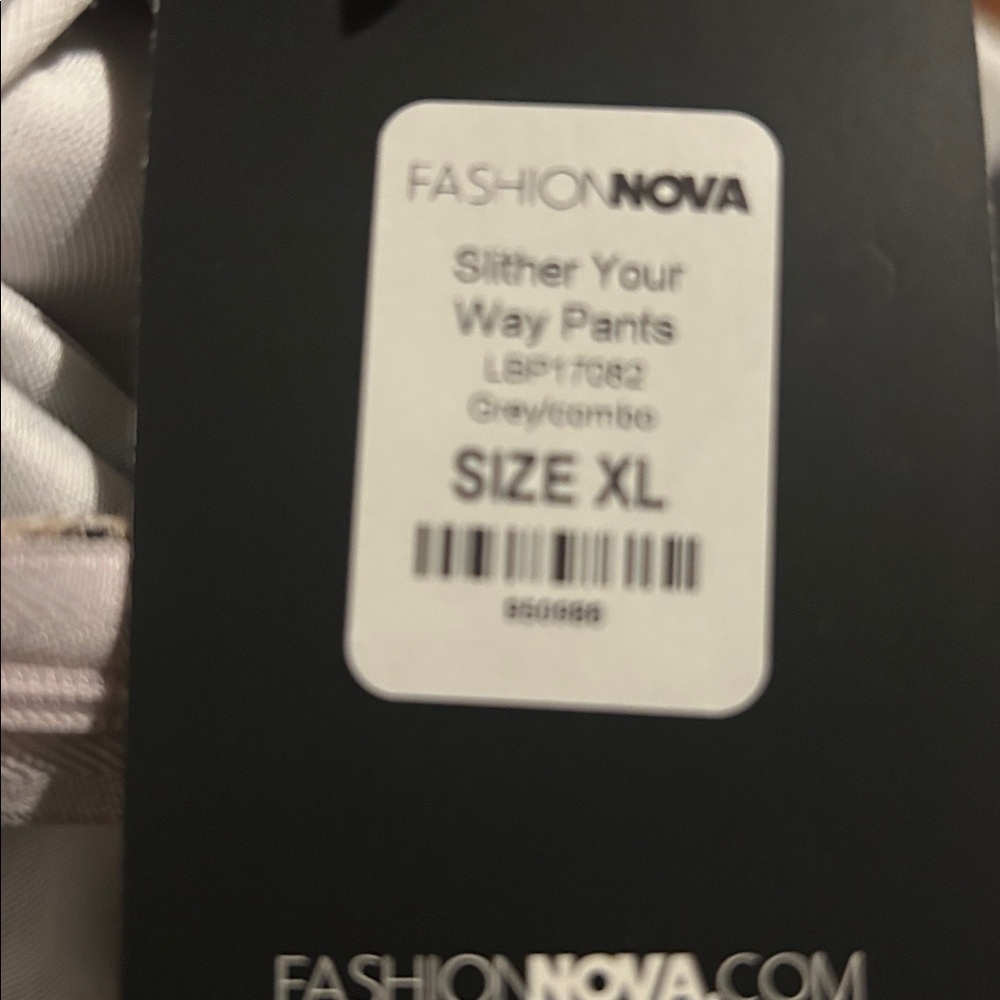 FASHIONNOVA
Slither Your
Way Pants
LBP17082
Grey/combo
SIZE XL
FASHIONNOVA.COM